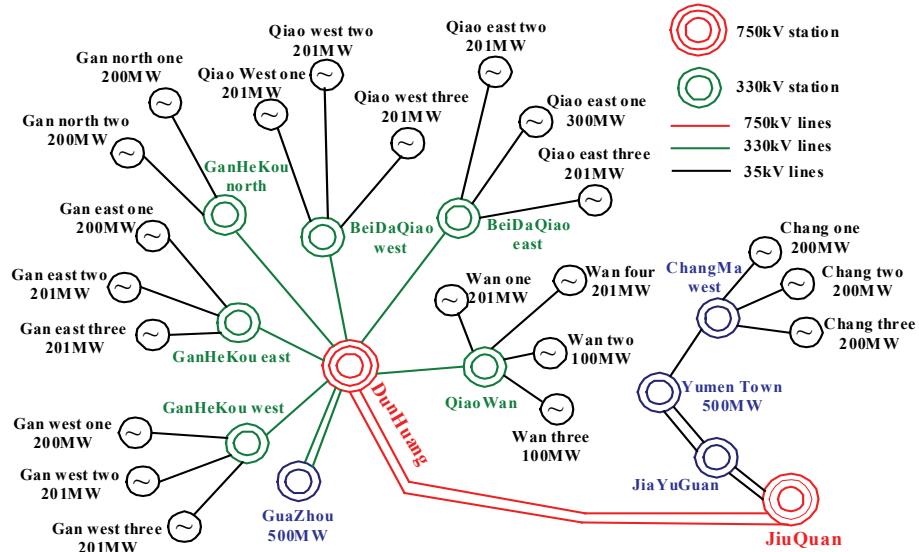 Qiao west two
201MW
Qiao east two
201MW
750kV station
Gan north one
200MW
Qiao West one
201MW
Qiao west three
201MW
330kV station
Qiao east one
300MW
Gan north two
200MW
750kV lines
330kV lines
35kV lines
Qiao east three
201MW
GanHeKou
north
Gan east one
200MW
BeiDaQiao
west
BeiDaQiao
east
Chang one
200MW
ChangMa
west
Gan east two
201MW
Wan one
201MW
Wan four
201MW
Chang two
200MW
Gan east three
201MW
GanHeKou east
Wan two
100MW
Chang three
200MW
DunHuang
QiaoWan
Yumen Town
500MW
GanHeKou west
Gan west one
200MW
Wan three
100MW
Gan west two
201MW
JiaYuGuan
GuaZhou
500MW
Gan west three
201MW
JiuQuan